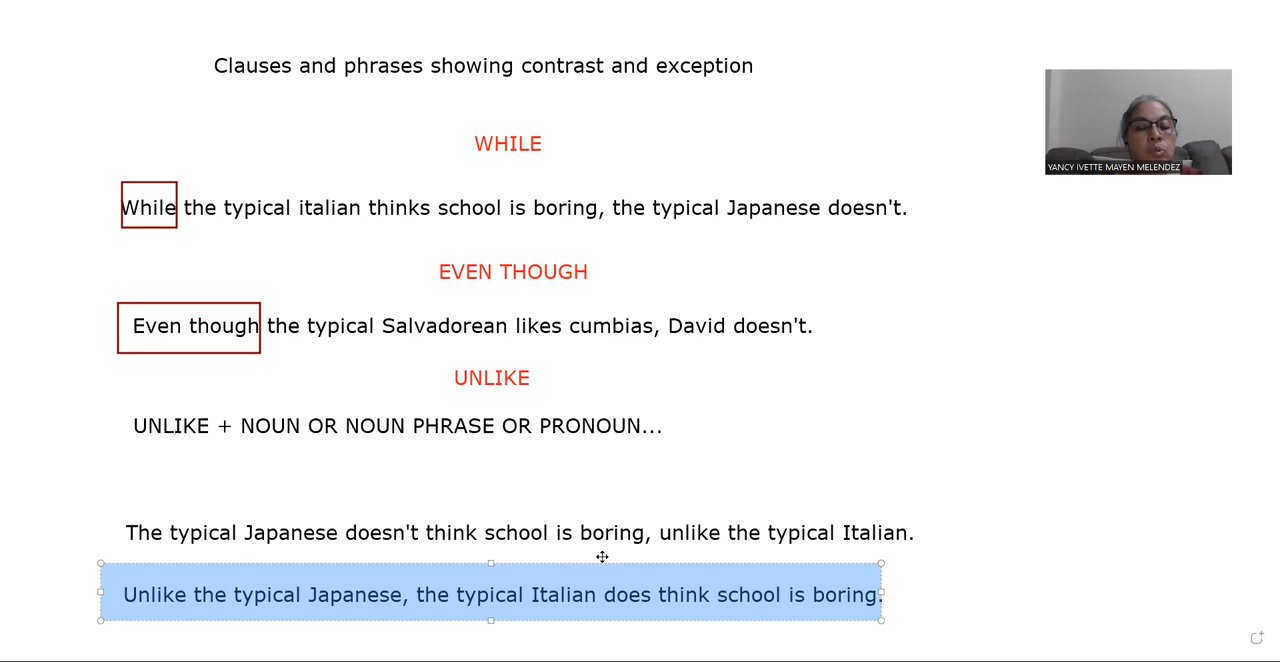 Clauses and phrases showing contrast and exception
WHILE
YANCY IVETTE MAYEN MELENDEZ
While the typical italian thinks school is boring, the typical Japanese doesn't.
EVEN THOUGH
Even though the typical Salvadorean likes cumbias, David doesn't.
UNLIKE
UNLIKE + NOUN OR NOUN PHRASE OR PRONOUN...
The typical Japanese doesn't think school is boring, unlike the typical Italian.
Unlike the typical Japanese, the typical Italian does think school is boring.